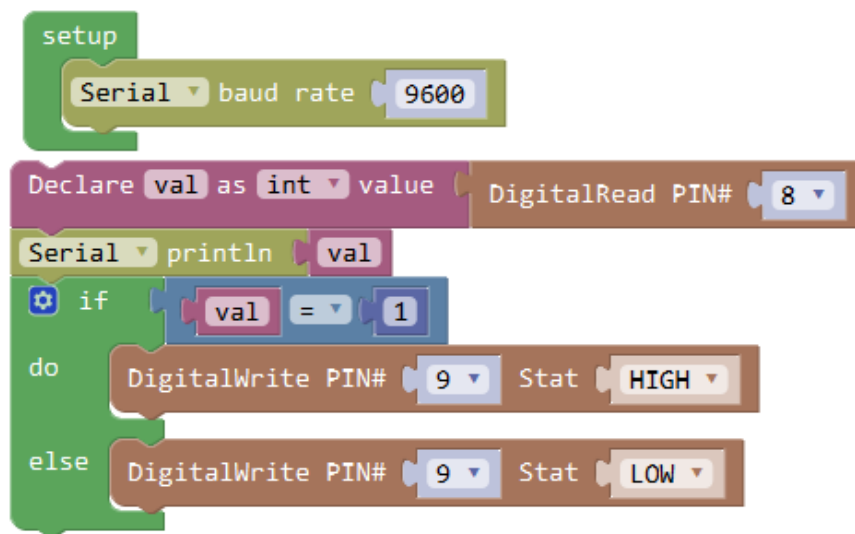 setup
Serial baud rate 9600
Declare val as int value DigitalRead PIN# 8
Serial println val
if val = 1
do DigitalWrite PIN# 9 Stat HIGH
else DigitalWrite PIN# 9 Stat LOW